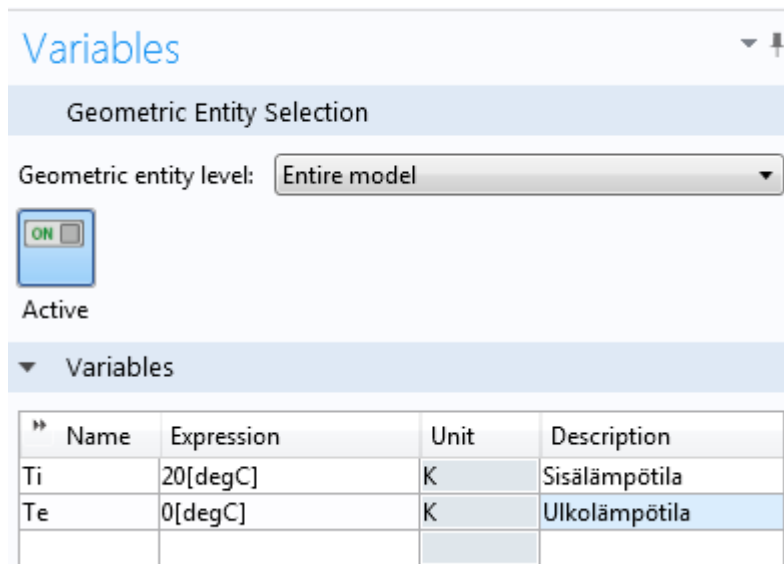 Variables
Geometric Entity Selection
Geometric entity level: Entire model
ON
Active
Variables
Name Expression Unit Description
Ti 20[degC] K Sisälämpötila
Te 0[degC] K Ulkolämpötila